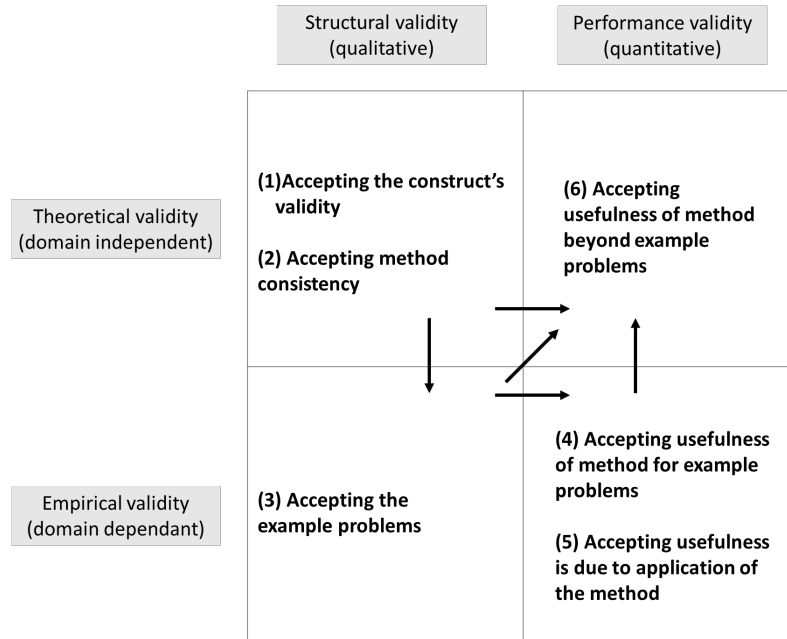 Structural validity
(qualitative)
Performance validity
(quantitative)
Theoretical validity
(domain independent)
(1)Accepting the construct’s
validity
(2) Accepting method
consistency
(6) Accepting
usefulness of method
beyond example
problems
Empirical validity
(domain dependant)
(3) Accepting the
example problems
(4) Accepting usefulness
of method for example
problems
(5) Accepting usefulness
is due to application of
the method